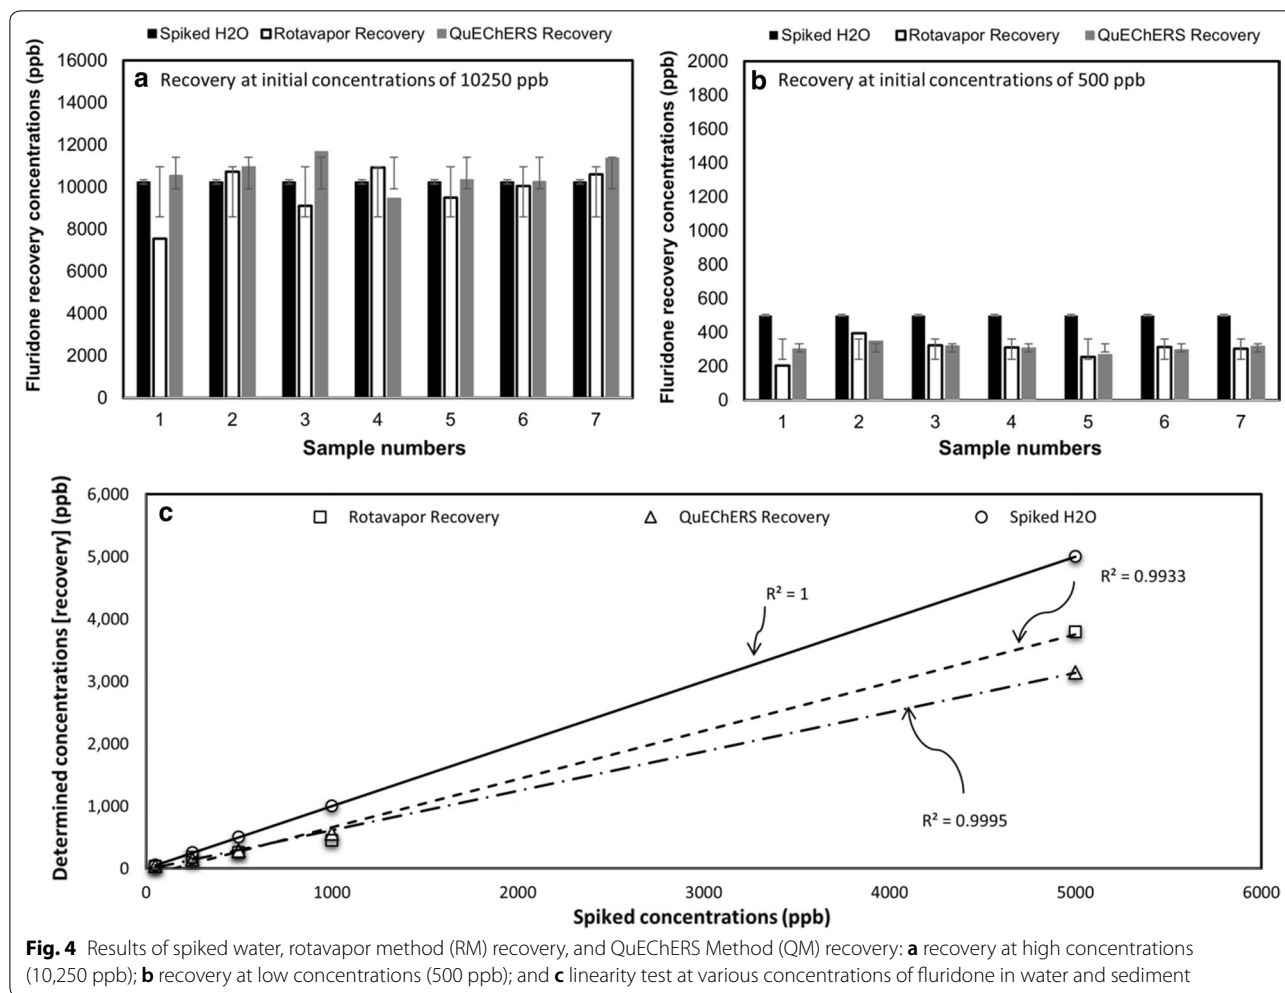 Spiked H2O Rotavapor Recovery QuEChERS Recovery
Fluridone recovery concentrations (ppb)
16000
14000
12000
10000
8000
6000
4000
2000
0
a Recovery at initial concentrations of 10250 ppb
1 2 3 4 5 6 7
Sample numbers
Spiked H2O Rotavapor Recovery QuEChERS Recovery
Fluridone recovery concentrations (ppb)
2000
1800
1600
1400
1200
1000
800
600
400
200
0
b Recovery at initial concentrations of 500 ppb
1 2 3 4 5 6 7
Sample numbers
Determined concentrations [recovery] (ppb)
6,000
5,000
4,000
3,000
2,000
1,000
0
c Rotavapor Recovery QuEChERS Recovery Spiked H2O
R² = 1
R² = 0.9933
R² = 0.9995
0 1000 2000 3000 4000 5000 6000
Spiked concentrations (ppb)
Fig. 4 Results of spiked water, rotavapor method (RM) recovery, and QuEChERS Method (QM) recovery: a recovery at high concentrations
(10,250 ppb); b recovery at low concentrations (500 ppb); and c linearity test at various concentrations of fluridone in water and sediment